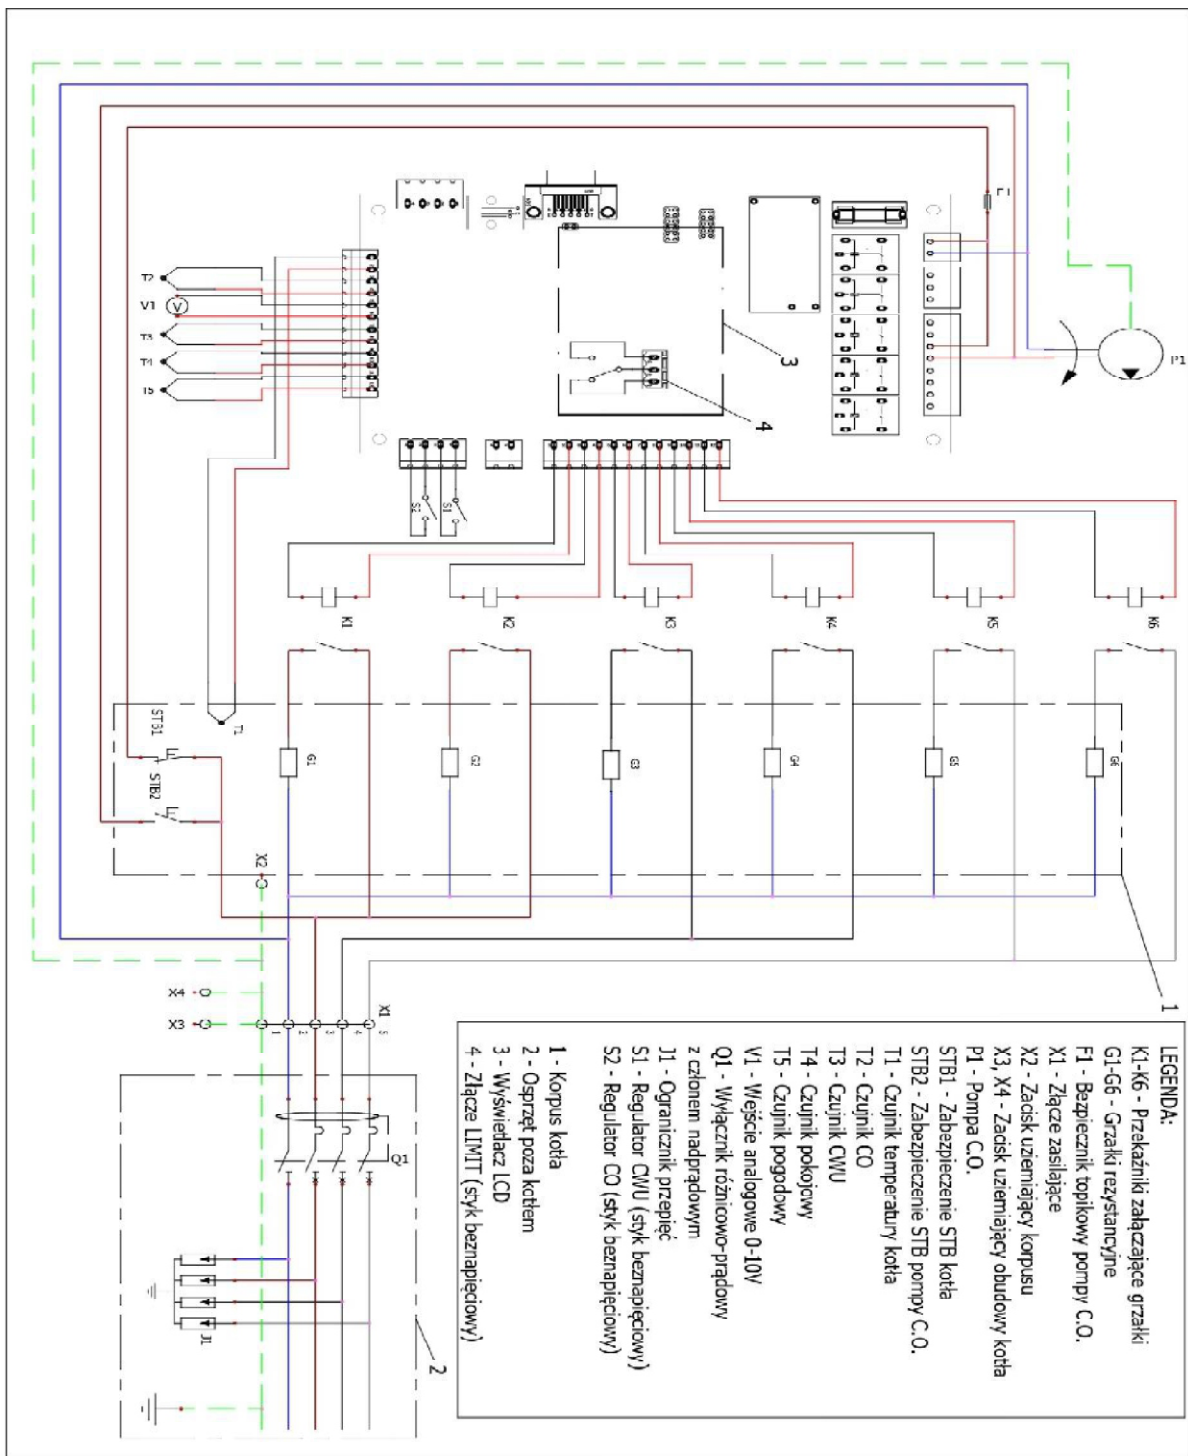 LEGENDA:
K1-K6 - Przekaźniki załączające grzałki
G1-G6 - Grzałki rezystancyjne
F1 - Bezpiecznik topikowy pompy C.O.
X1 - Złącze zasilające
X2 - Zacisk uziemiający korpusu
X3, X4 - Zacisk uziemiający obudowy kotła
P1 - Pompa C.O.
STB1 - Zabezpieczenie STB kotła
STB2 - Zabezpieczenie STB pompy C.O.
T1 - Czujnik temperatury kotła
T2 - Czujnik CO
T3 - Czujnik CWU
T4 - Czujnik pokojowy
T5 - Czujnik pogodowy
V1 - Wejście analogowe 0-10V
Q1 - Wyłącznik różnicowo-prądowy
z członem nadprądowym
J1 - Ogranicznik przepięć
S1 - Regulator CWU (styk beznapięciowy)
S2 - Regulator CO (styk beznapięciowy)
1 - Korpus kotła
2 - Osprzęt poza kotłem
3 - Wyświetlacz LCD
4 - Złącze LIMIT (styk beznapięciowy)
P1
T2
V1
V
T3
T4
T5
3
4
S2
S1
K1
K2
K3
K4
K5
K6
T1
STB1
STB2
G1
G2
G3
G4
G5
G6
X2
1
X4
X3
X1
1
2
3
4
5
Q1
J1
2